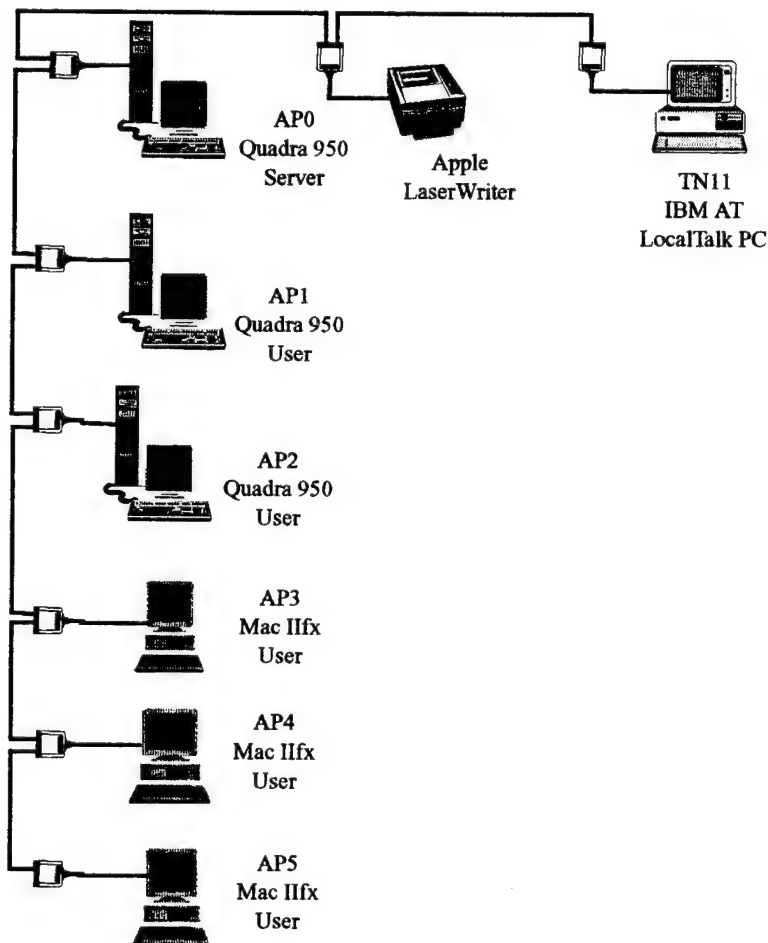 AP0
Quadra 950
Server
Apple
LaserWriter
TN11
IBM AT
LocalTalk PC
AP1
Quadra 950
User
AP2
Quadra 950
User
AP3
Mac IIfx
User
AP4
Mac IIfx
User
AP5
Mac IIfx
User